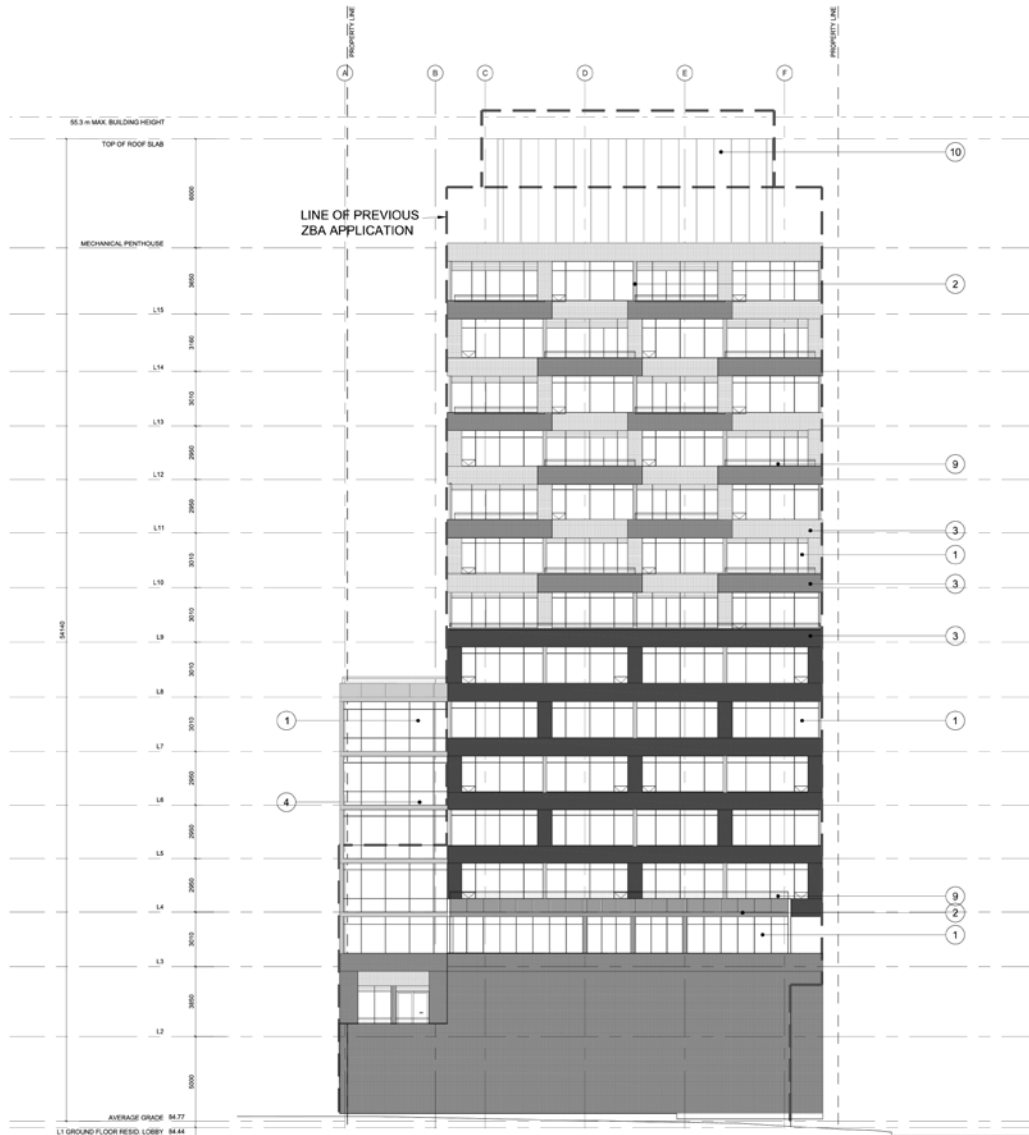 PROPERTY LINE
PROPERTY LINE
A
B
C
D
E
F
55.3 m MAX. BUILDING HEIGHT
TOP OF ROOF SLAB
10
6000
LINE OF PREVIOUS
ZBA APPLICATION
MECHANICAL PENTHOUSE
3650
2
L15
3160
L14
3010
L13
2950
9
L12
2950
L11
3
3010
1
L10
3
3010
54140
L9
3
3010
L8
1
1
3010
L7
2950
4
L6
2950
L5
2950
9
L4
2
3010
1
L3
3850
L2
5000
AVERAGE GRADE 84.77
L1 GROUND FLOOR RESID. LOBBY 84.44